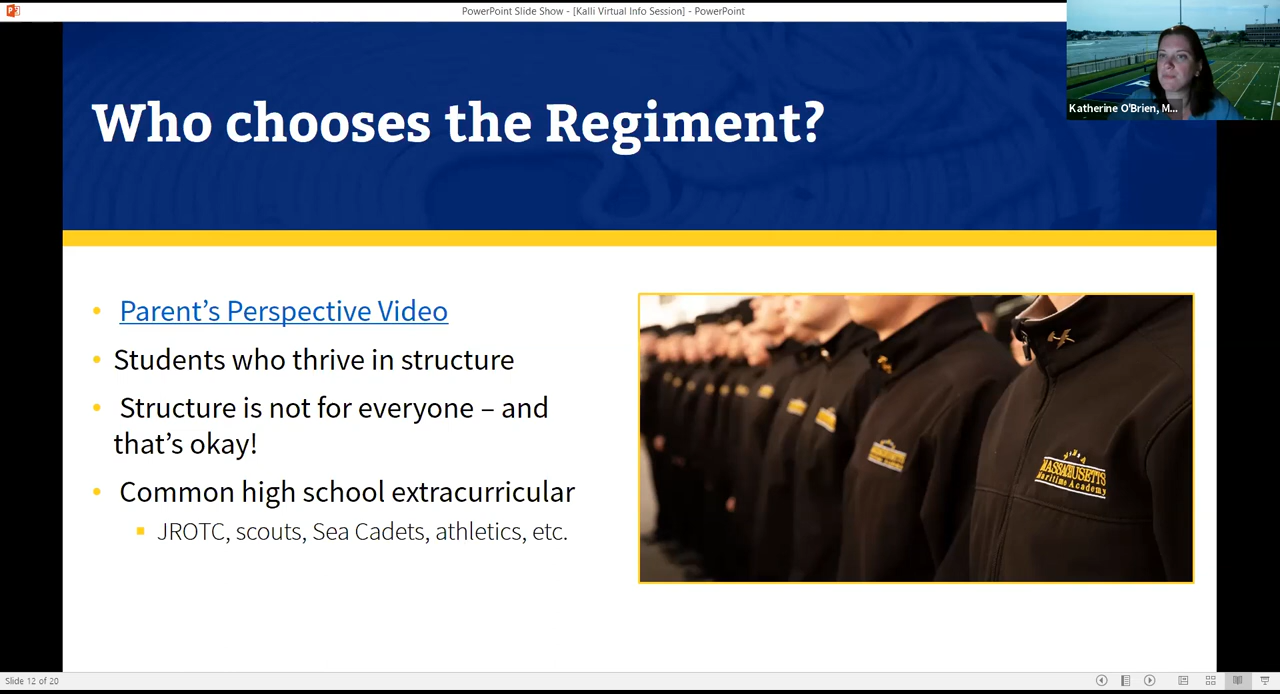 PowerPoint Slide Show - [Kalli Virtual Info Session] - PowerPoint
Katherine O'Brien, M...
Who chooses the Regiment?
• Parent's Perspective Video
• Students who thrive in structure
• Structure is not for everyone – and
that's okay!
• Common high school extracurricular
▪ JROTC, scouts, Sea Cadets, athletics, etc.
MASSACHUSETTS
Maritime Academy
Slide 12 of 20